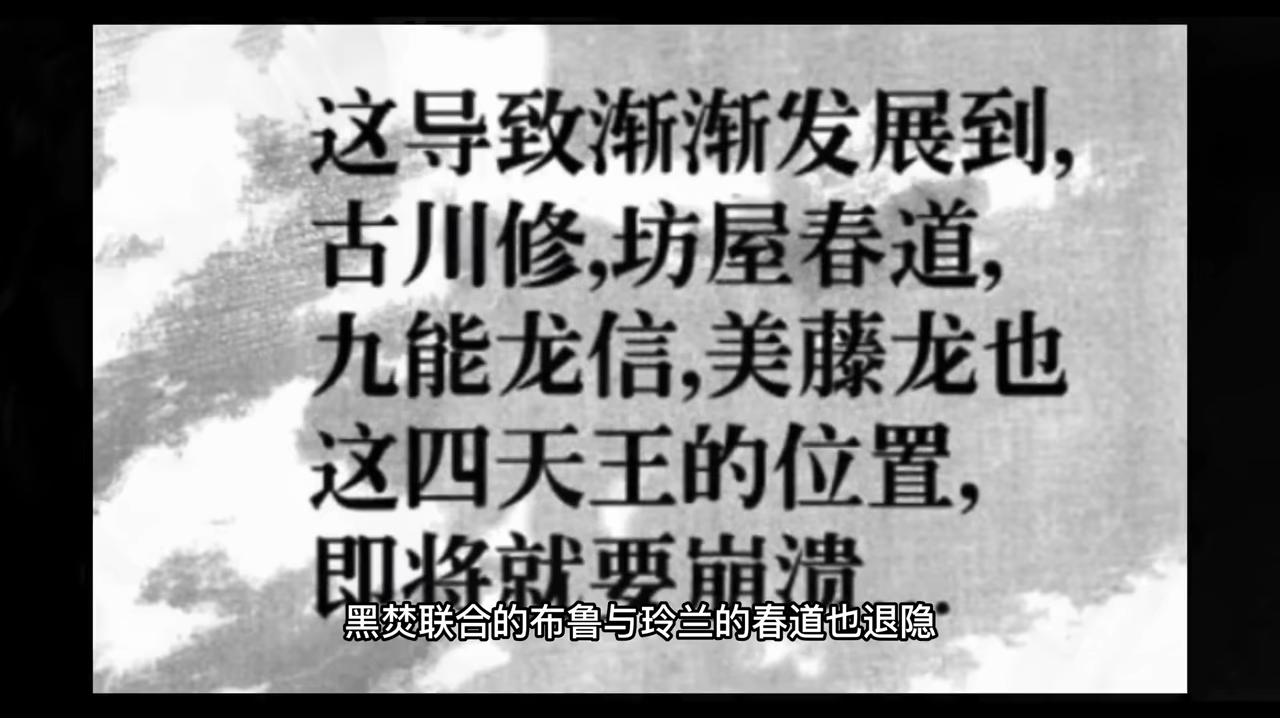 这导致渐渐发展到,
古川修,坊屋春道,
九能龙信,美藤龙也
这四天王的位置,
即将就要崩溃
黑焚联合的布鲁与玲兰的春道也退隐